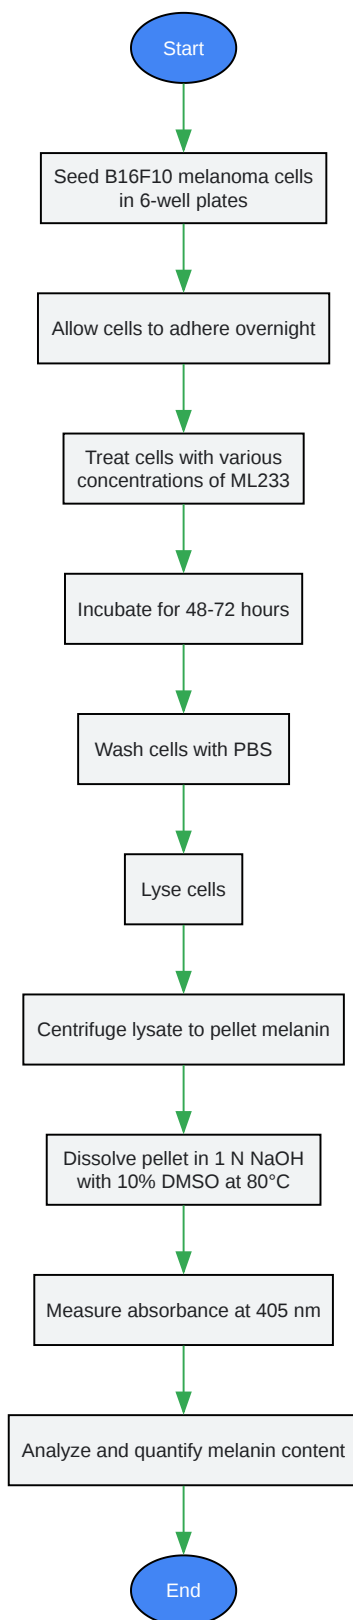 Start
Seed B16F10 melanoma cells
in 6-well plates
Allow cells to adhere overnight
Treat cells with various
concentrations of ML233
Incubate for 48-72 hours
Wash cells with PBS
Lyse cells
Centrifuge lysate to pellet melanin
Dissolve pellet in 1 N NaOH
with 10% DMSO at 80°C
Measure absorbance at 405 nm
Analyze and quantify melanin content
End